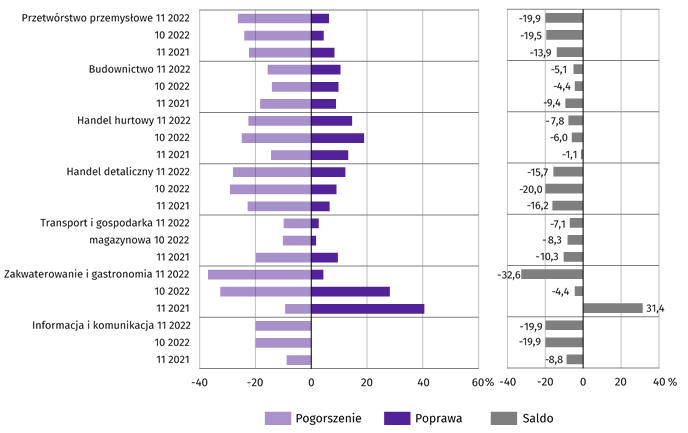 Przetwórstwo przemysłowe 11 2022 -19,9
10 2022 -19,5
11 2021 -13,9
Budownictwo 11 2022 -5,1
10 2022 -4,4
11 2021 -9,4
Handel hurtowy 11 2022 -7,8
10 2022 -6,0
11 2021 -1,1
Handel detaliczny 11 2022 -15,7
10 2022 -20,0
11 2021 -16,2
Transport i gospodarka 11 2022 -7,1
magazynowa 10 2022 -8,3
11 2021 -10,3
Zakwaterowanie i gastronomia 11 2022 -32,6
10 2022 -4,4
11 2021 31,4
Informacja i komunikacja 11 2022 -19,9
10 2022 -19,9
11 2021 -8,8
-40 -20 0 20 40 60% -40 -20 0 20 40 %
Pogorszenie Poprawa Saldo